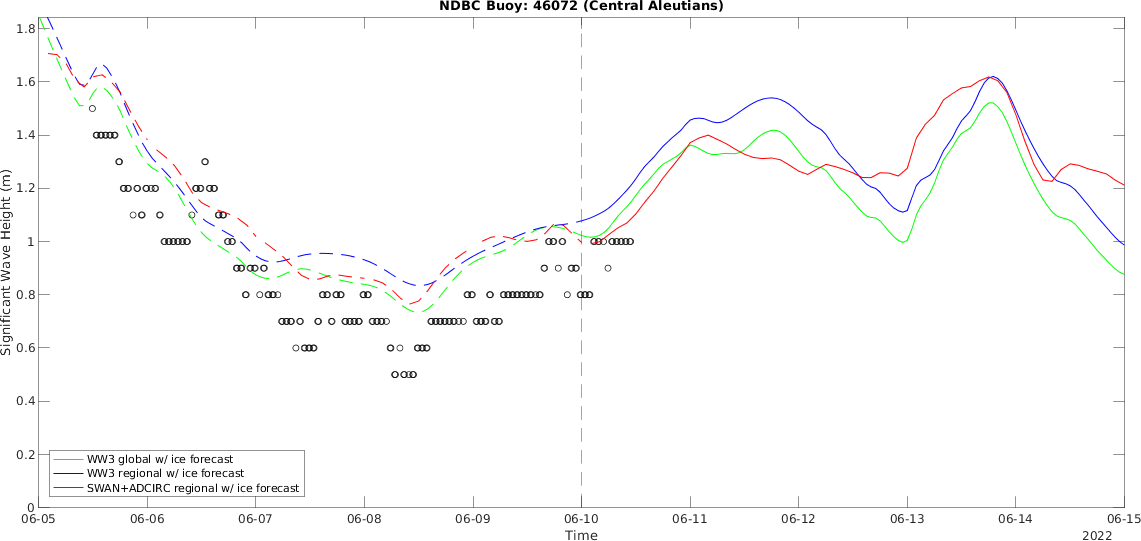 NDBC Buoy: 46072 (Central Aleutians)
Significant Wave Height (m)
1.8
1.6
1.4
1.2
1
0.8
0.6
0.4
0.2
0
WW3 global w/ ice forecast
WW3 regional w/ ice forecast
SWAN+ADCIRC regional w/ ice forecast
06-05 06-06 06-07 06-08 06-09 06-10 06-11 06-12 06-13 06-14 06-15
Time
2022